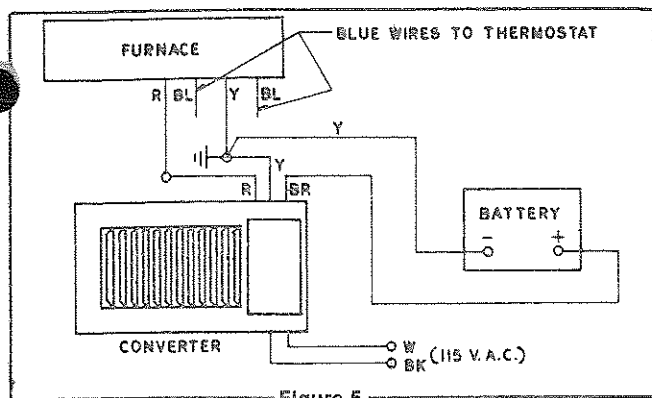 BLUE WIRES TO THERMOSTAT
FURNACE
R BL Y BL
Y
Y
R BR
BATTERY
- +
CONVERTER
W
BK (115 V. A.C.)
Figure 5